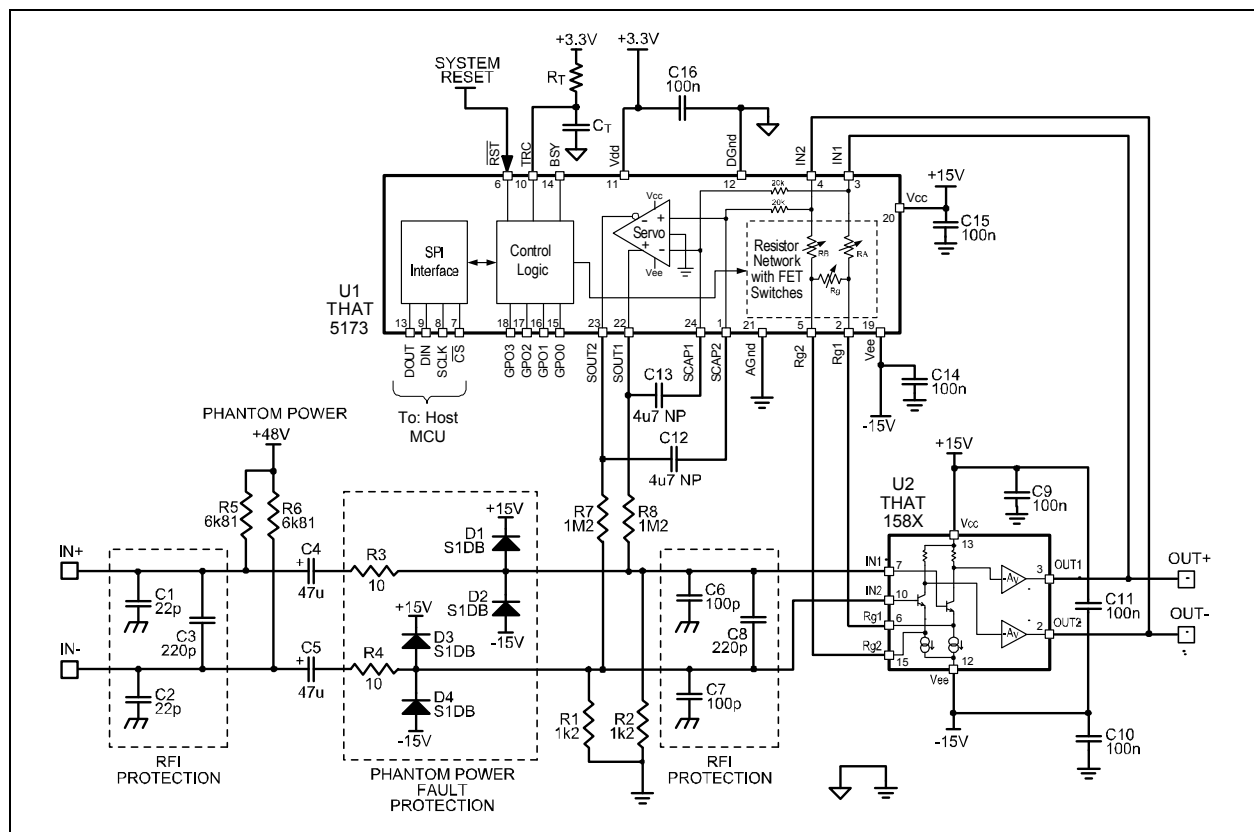 +3.3V
+3.3V
SYSTEM
RESET
RT
C16
100n
CT
RST
TRC
BSY
Vdd
DGnd
IN2
IN1
6
10
14
11
12
4
3
+15V
Vcc
20
C15
100n
20k
20k
Vcc
-
+
Servo
+
-
Vee
SPI
Interface
Control
Logic
Resistor
Network
with FET
Switches
RB
RA
Rg
U1
THAT
5173
13
9
8
7
18
17
16
15
23
22
24
1
21
5
2
19
DOUT
DIN
SCLK
CS
GPO3
GPO2
GPO1
GPO0
SOUT2
SOUT1
SCAP1
SCAP2
AGnd
Rg2
Rg1
Vee
C14
100n
-15V
To: Host
MCU
C13
4u7 NP
C12
4u7 NP
PHANTOM POWER
+48V
R5
6k81
R6
6k81
+15V
D1
S1DB
R7
1M2
R8
1M2
+15V
C9
100n
U2
THAT
158X
Vcc
13
IN+
C4
+
47u
R3
10
IN1
7
-Av
3
OUT1
OUT+
-
C1
22p
C3
220p
D2
S1DB
-15V
+15V
D3
S1DB
C6
100p
C8
220p
IN2
10
Rg1
6
-Av
2
OUT2
C11
100n
OUT-
-
IN-
C5
+
47u
R4
10
Rg2
15
12
Vee
C2
22p
D4
S1DB
-15V
R1
1k2
R2
1k2
C7
100p
-15V
C10
100n
RFI
PROTECTION
PHANTOM POWER
FAULT
PROTECTION
RFI
PROTECTION